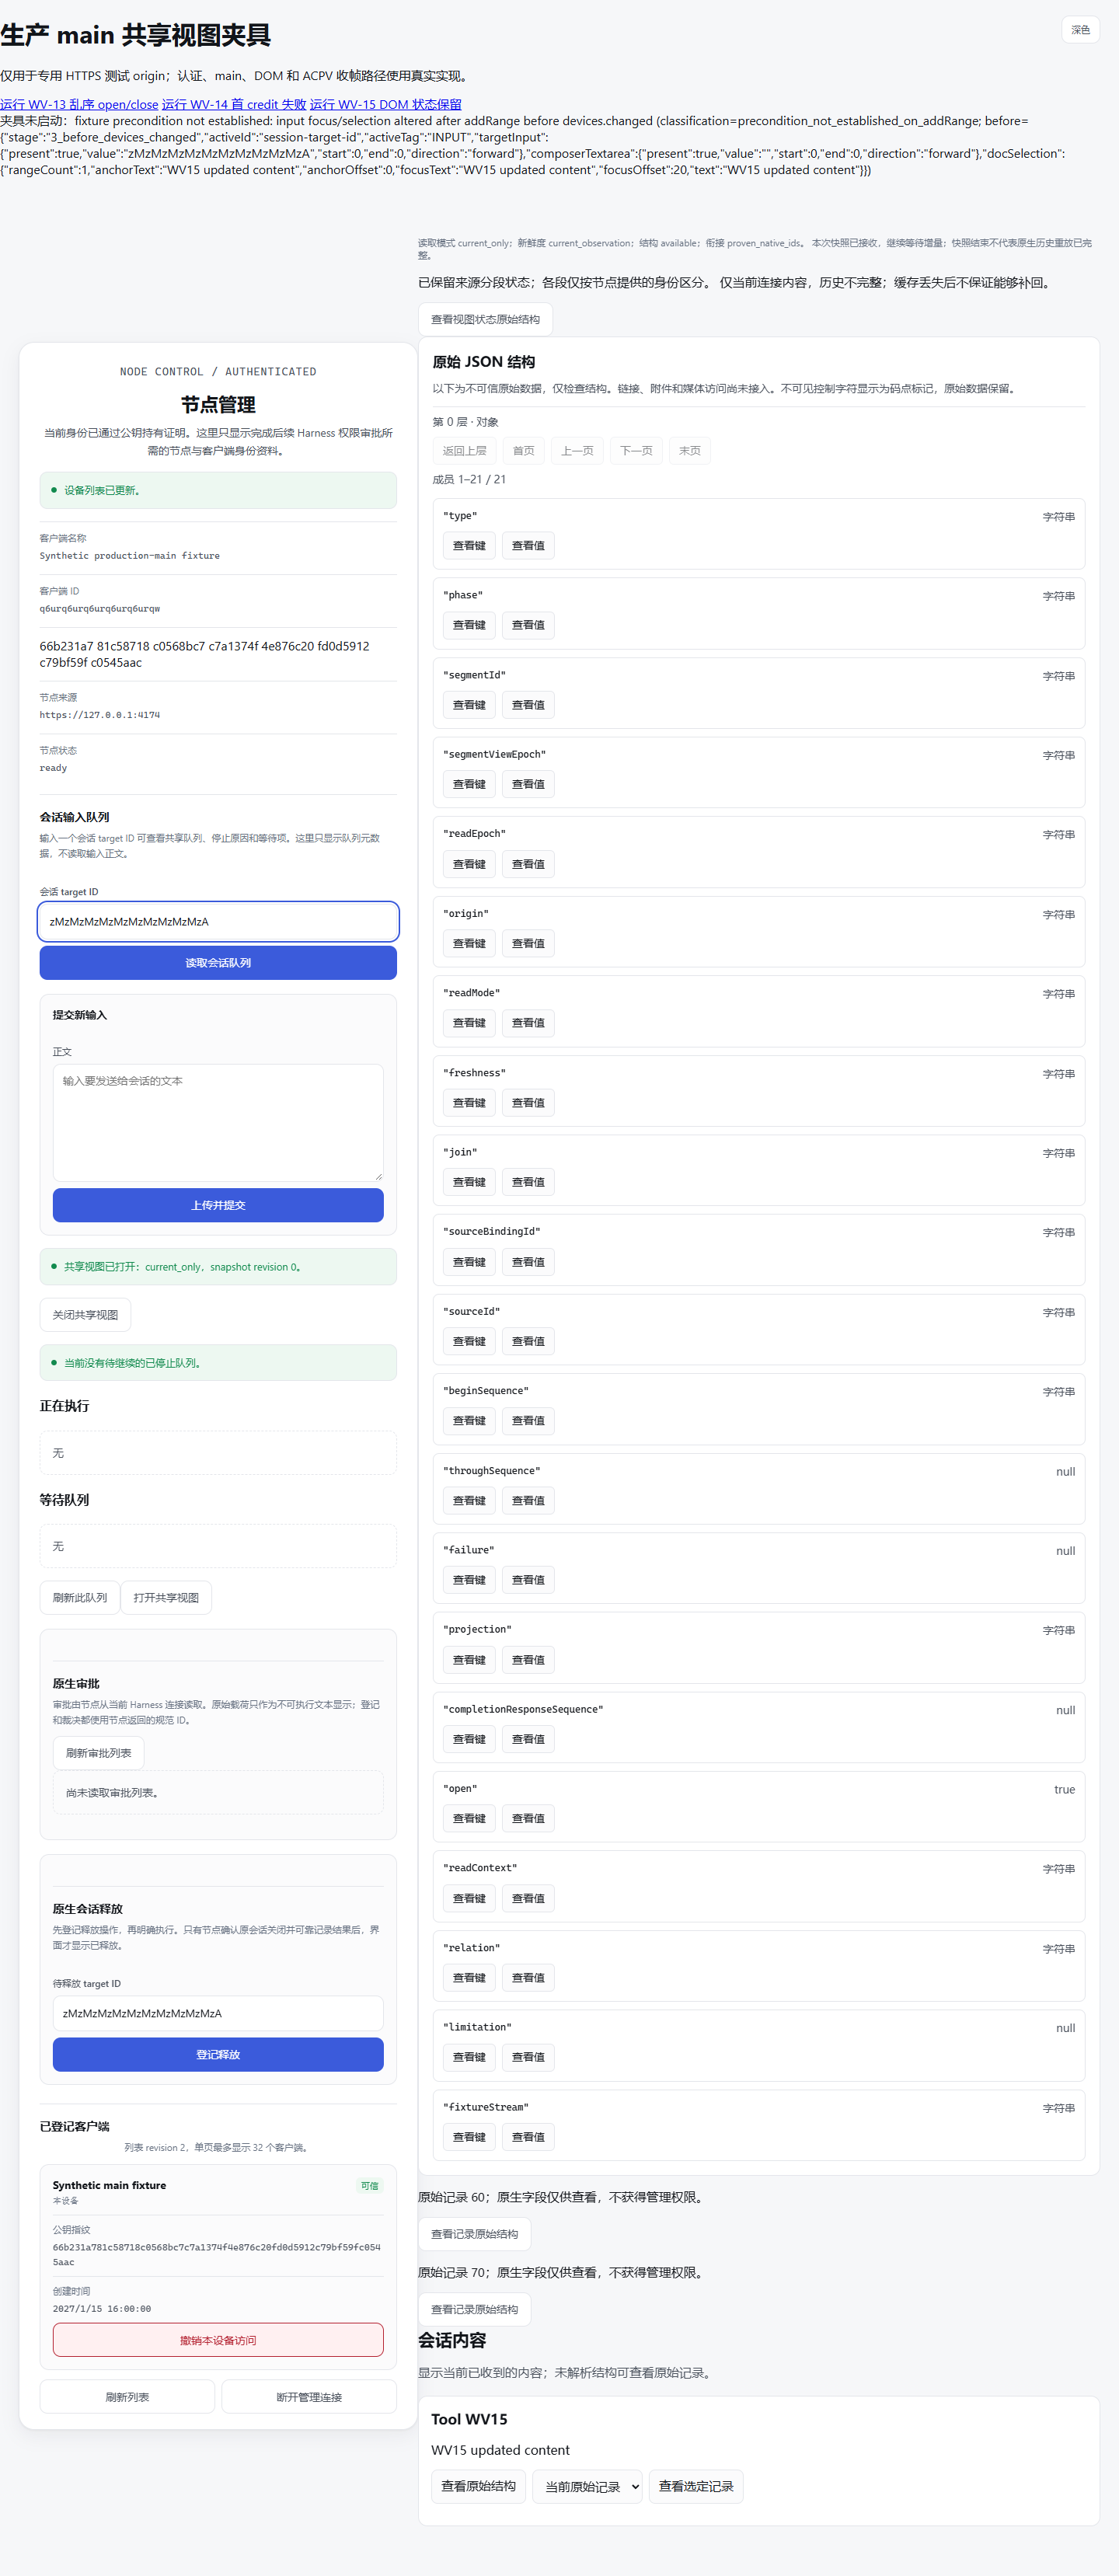 生产 main 共享视图夹具
深色
仅用于专用 HTTPS 测试 origin；认证、main、DOM 和 ACPV 收帧路径使用真实实现。
运行 WV-13 乱序 open/close 运行 WV-14 首 credit 失败 运行 WV-15 DOM 状态保留
夹具未启动：fixture precondition not established: input focus/selection altered after addRange before devices.changed (classification=precondition_not_established_on_addRange; before=
{"stage":"3_before_devices_changed","activeId":"session-target-id","activeTag":"INPUT","targetInput":
{"present":true,"value":"zMzMzMzMzMzMzMzMzMzMzA","start":0,"end":0,"direction":"forward"},"composerTextarea":{"present":true,"value":"","start":0,"end":0,"direction":"forward"},"docSelection":
{"rangeCount":1,"anchorText":"WV15 updated content","anchorOffset":0,"focusText":"WV15 updated content","focusOffset":20,"text":"WV15 updated content"}})
NODE CONTROL / AUTHENTICATED
节点管理
当前身份已通过公钥持有证明。这里只显示完成后续 Harness 权限审批所
需的节点与客户端身份资料。
设备列表已更新。
客户端名称
Synthetic production-main fixture
客户端 ID
q6urq6urq6urq6urq6urqw
66b231a7 81c58718 c0568bc7 c7a1374f 4e876c20 fd0d5912
c79bf59f c0545aac
节点来源
https://127.0.0.1:4174
节点状态
ready
会话输入队列
输入一个会话 target ID 可查看共享队列、停止原因和等待项。这里只显示队列元数
据，不读取输入正文。
会话 target ID
zMzMzMzMzMzMzMzMzMzMzA
读取会话队列
提交新输入
正文
输入要发送给会话的文本
上传并提交
共享视图已打开：current_only，snapshot revision 0。
关闭共享视图
当前没有待继续的已停止队列。
正在执行
无
等待队列
无
刷新此队列 打开共享视图
原生审批
审批由节点从当前 Harness 连接读取。原始载荷只作为不可执行文本显示；登记
和裁决都使用节点返回的规范 ID。
刷新审批列表
尚未读取审批列表。
原生会话释放
先登记释放操作，再明确执行。只有节点确认原会话关闭并可靠记录结果后，界
面才显示已释放。
待释放 target ID
zMzMzMzMzMzMzMzMzMzMzA
登记释放
已登记客户端
列表 revision 2，单页最多显示 32 个客户端。
Synthetic main fixture 可信
本设备
公钥指纹
66b231a781c58718c0568bc7c7a1374f4e876c20fd0d5912c79bf59fc054
5aac
创建时间
2027/1/15 16:00:00
撤销本设备访问
刷新列表 断开管理连接
读取模式 current_only；新鲜度 current_observation；结构 available；衔接 proven_native_ids。 本次快照已接收，继续等待增量；快照结束不代表原生历史重放已完
整。
已保留来源分段状态；各段仅按节点提供的身份区分。 仅当前连接内容，历史不完整；缓存丢失后不保证能够补回。
查看视图状态原始结构
原始 JSON 结构
以下为不可信原始数据，仅检查结构。链接、附件和媒体访问尚未接入。不可见控制字符显示为码点标记，原始数据保留。
第 0 层 · 对象
返回上层 首页 上一页 下一页 末页
成员 1–21 / 21
"type" 字符串
查看键 查看值
"phase" 字符串
查看键 查看值
"segmentId" 字符串
查看键 查看值
"segmentViewEpoch" 字符串
查看键 查看值
"readEpoch" 字符串
查看键 查看值
"origin" 字符串
查看键 查看值
"readMode" 字符串
查看键 查看值
"freshness" 字符串
查看键 查看值
"join" 字符串
查看键 查看值
"sourceBindingId" 字符串
查看键 查看值
"sourceId" 字符串
查看键 查看值
"beginSequence" 字符串
查看键 查看值
"throughSequence" null
查看键 查看值
"failure" null
查看键 查看值
"projection" 字符串
查看键 查看值
"completionResponseSequence" null
查看键 查看值
"open" true
查看键 查看值
"readContext" 字符串
查看键 查看值
"relation" 字符串
查看键 查看值
"limitation" null
查看键 查看值
"fixtureStream" 字符串
查看键 查看值
原始记录 60；原生字段仅供查看，不获得管理权限。
查看记录原始结构
原始记录 70；原生字段仅供查看，不获得管理权限。
查看记录原始结构
会话内容
显示当前已收到的内容；未解析结构可查看原始记录。
Tool WV15
WV15 updated content
查看原始结构 当前原始记录 查看选定记录